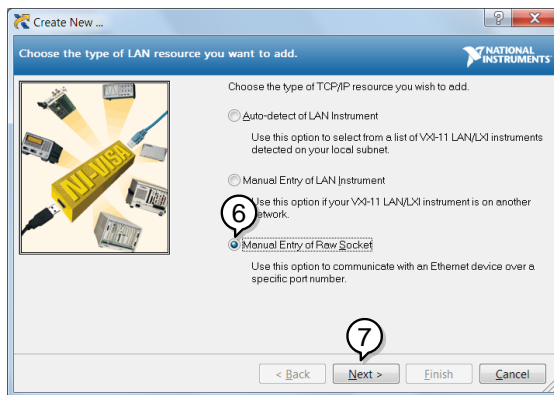 Create New ...
Choose the type of LAN resource you want to add.
NATIONAL
INSTRUMENTS
Choose the type of TCP/IP resource you wish to add.
Auto-detect of LAN Instrument
Use this option to select from a list of VXI-11 LAN/LXI instruments
detected on your local subnet.
Manual Entry of LAN Instrument
Use this option if your VXI-11 LAN/LXI instrument is on another
network.
6
Manual Entry of Raw Socket
Use this option to communicate with an Ethernet device over a
specific port number.
NI-VISA
7
< Back
Next >
Finish
Cancel